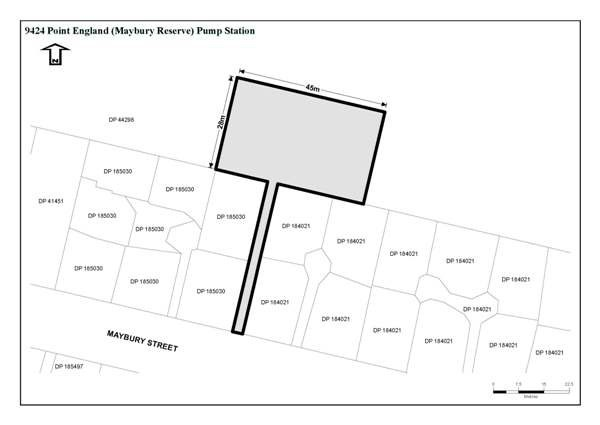 9424 Point England (Maybury Reserve) Pump Station
N
45m
28m
DP 44298
DP 185030
DP 185030
DP 41451
DP 185030
DP 185030
DP 185030
DP 184021
DP 184021
DP 184021
DP 184021
DP 184021
DP 185030
DP 185030
DP 185030
DP 184021
DP 184021
DP 184021
DP 184021
DP 184021
DP 184021
MAYBURY STREET
DP 185497
0 7.5 15 22.5
Metres